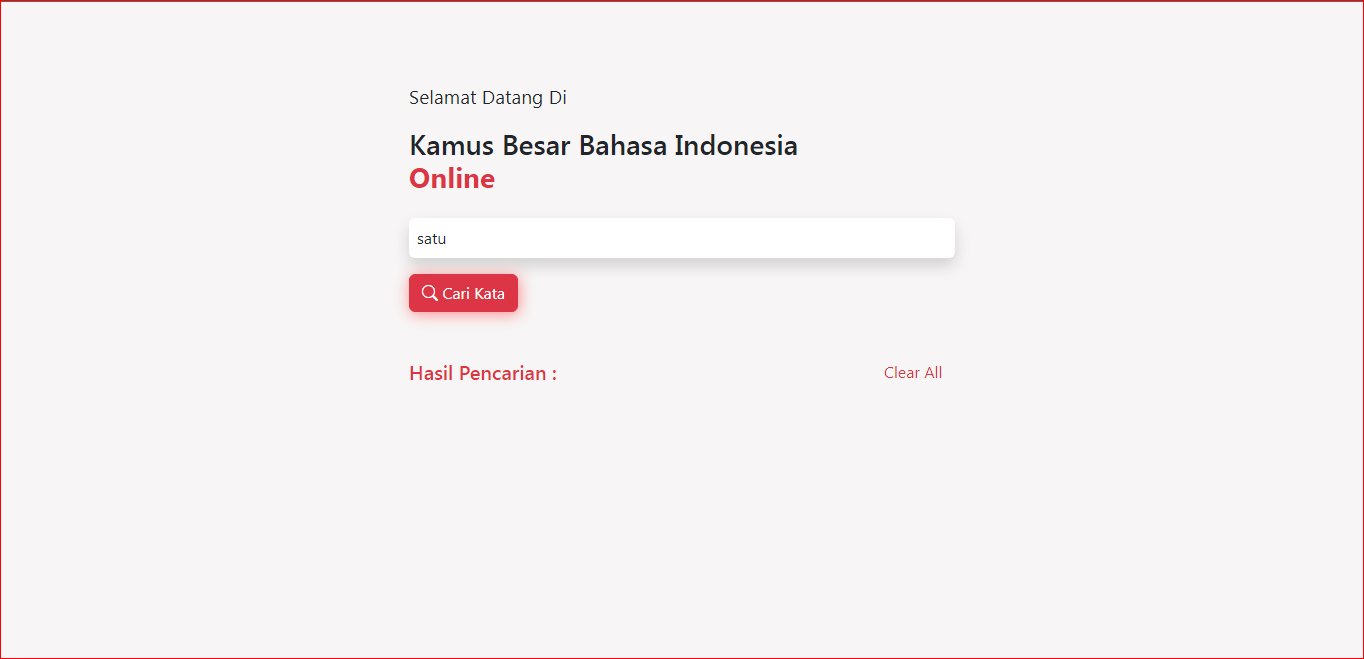 Selamat Datang Di
Kamus Besar Bahasa Indonesia
Online
satu
Cari Kata
Hasil Pencarian :
Clear All